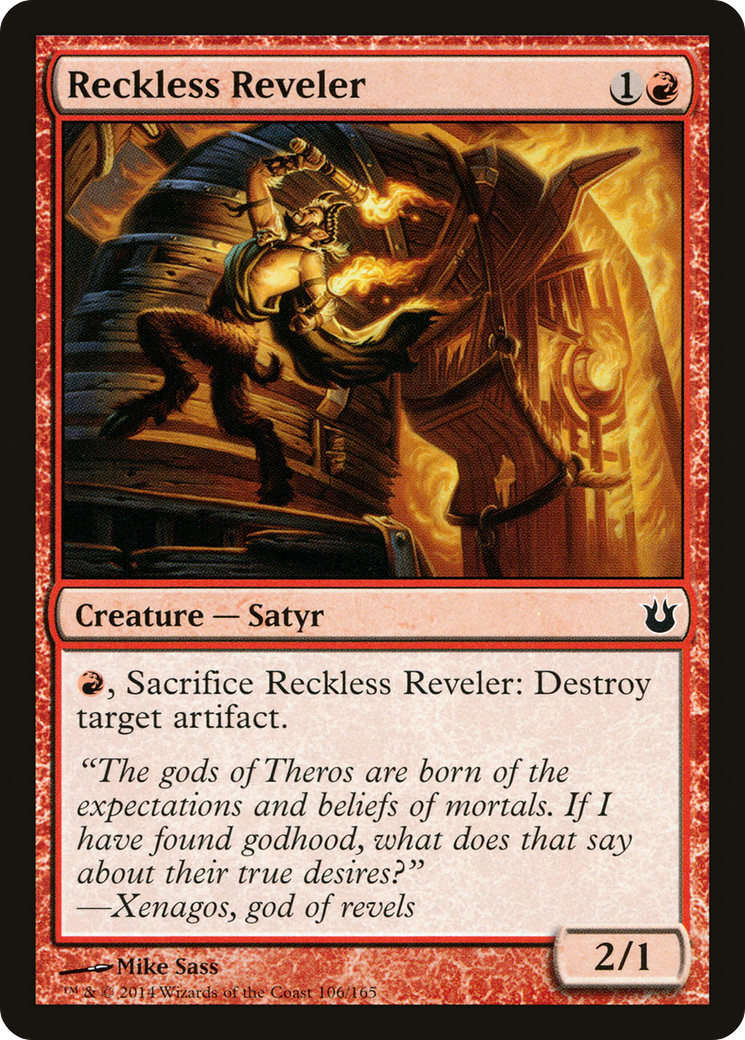 Reckless Reveler
1
Creature — Satyr
, Sacrifice Reckless Reveler: Destroy
target artifact.
“The gods of Theros are born of the
expectations and beliefs of mortals. If I
have found godhood, what does that say
about their true desires?”
—Xenagos, god of revels
2/1
Mike Sass
™ & © 2014 Wizards of the Coast 106/165